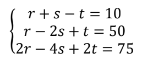 r + s − t = 10
r − 2s + t = 50
2r − 4s + 2t = 75